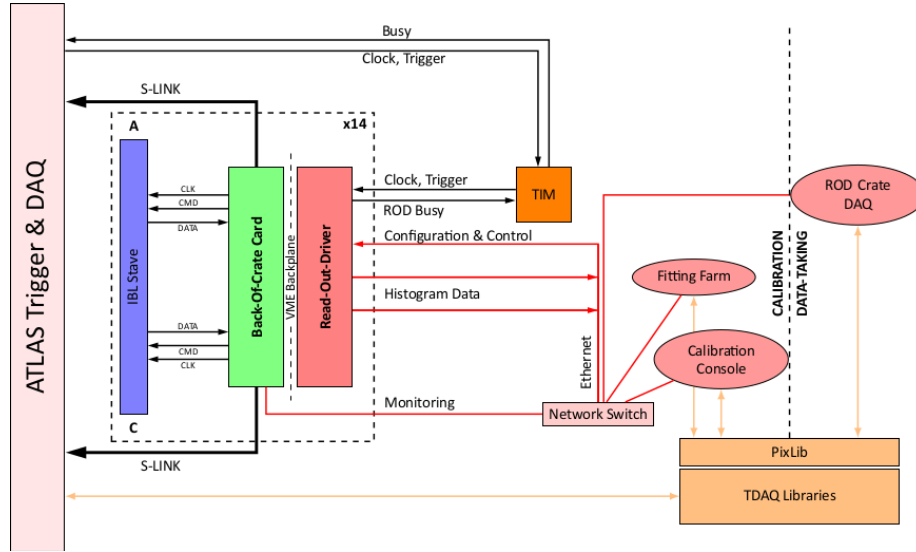 Busy
Clock, Trigger
S-LINK
A
x14
ATLAS Trigger & DAQ
IBL Stave
CLK
CMD
DATA
DATA
CMD
CLK
Back-Of-Crate Card
VME Backplane
Read-Out-Driver
Clock, Trigger
ROD Busy
TIM
Configuration & Control
Histogram Data
Ethernet
Monitoring
Network Switch
Fitting Farm
Calibration
Console
ROD Crate
DAQ
CALIBRATION
DATA-TAKING
C
S-LINK
PixLib
TDAQ Libraries